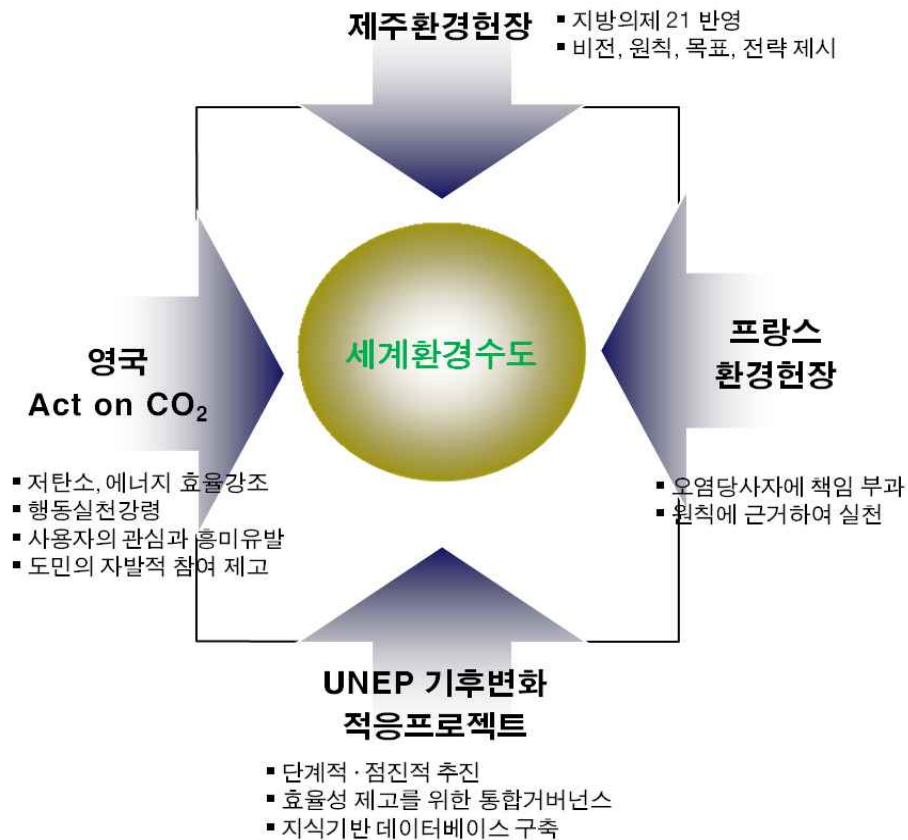 제주환경헌장
▪ 지방의제 21 반영
▪ 비전, 원칙, 목표, 전략 제시
세계환경수도
영국
Act on CO₂
▪ 저탄소, 에너지 효율강조
▪ 행동실천강령
▪ 사용자의 관심과 흥미유발
▪ 도민의 자발적 참여 제고
프랑스
환경헌장
▪ 오염당사자에 책임 부과
▪ 원칙에 근거하여 실천
UNEP 기후변화
적응프로젝트
▪ 단계적 · 점진적 추진
▪ 효율성 제고를 위한 통합거버넌스
▪ 지식기반 데이터베이스 구축